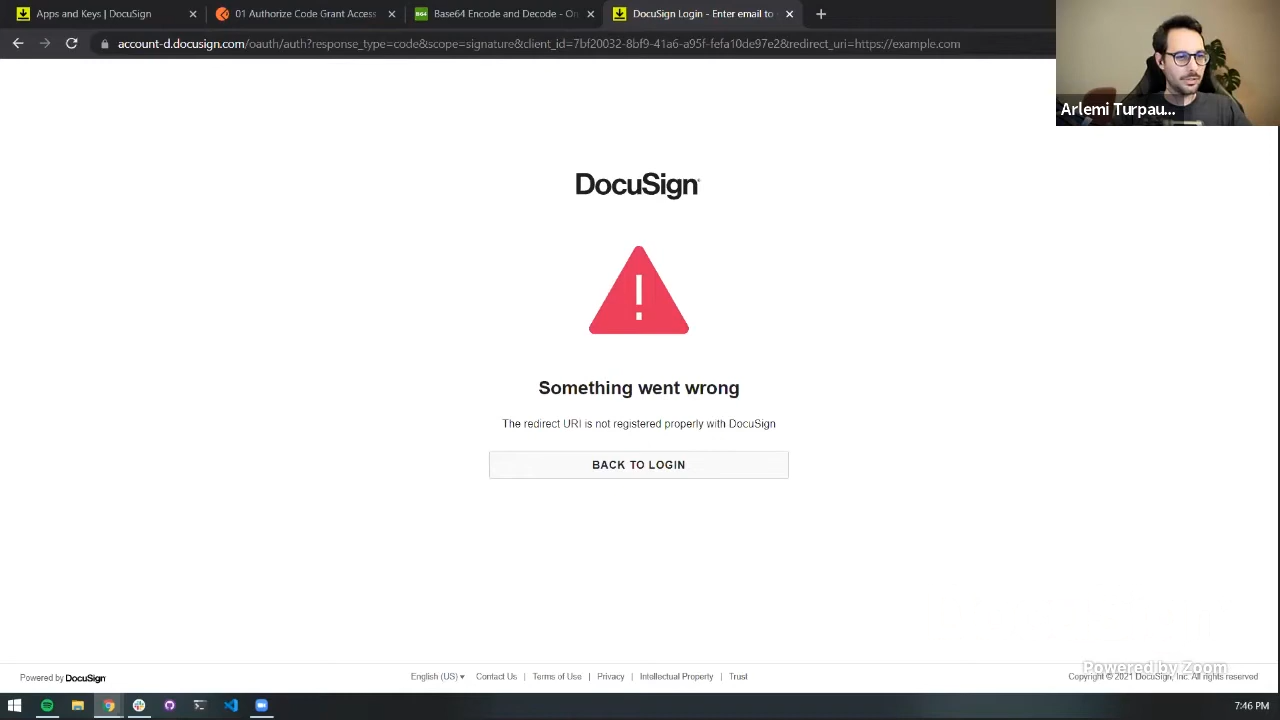 Apps and Keys | DocuSign
01 Authorize Code Grant Access
Base64 Encode and Decode - On
DocuSign Login - Enter email to
account-d.docusign.com/oauth/auth?response_type=code&scope=signature&client_id=7bf20032-8bf9-41a6-a95f-fefa10de97e2&redirect_uri=https://example.com
Arlemi Turpau...
DocuSign
Something went wrong
The redirect URI is not registered properly with DocuSign
BACK TO LOGIN
Powered by Zoom
Powered by DocuSign
English (US) ▾ Contact Us | Terms of Use | Privacy | Intellectual Property | Trust
Copyright © 2021 DocuSign, Inc. All rights reserved
7:46 PM